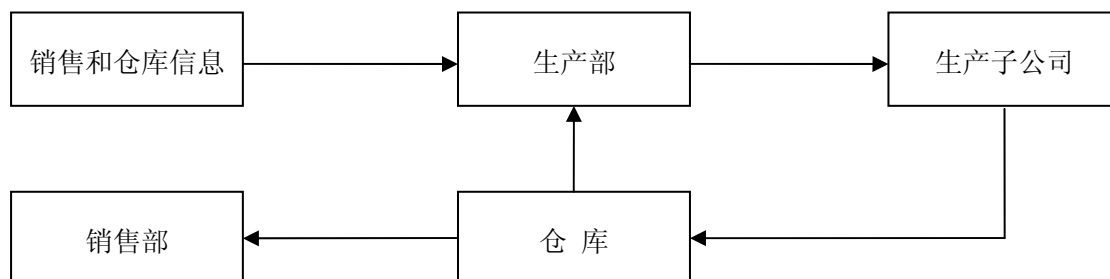 销售和仓库信息
生产部
生产子公司
销售部
仓 库